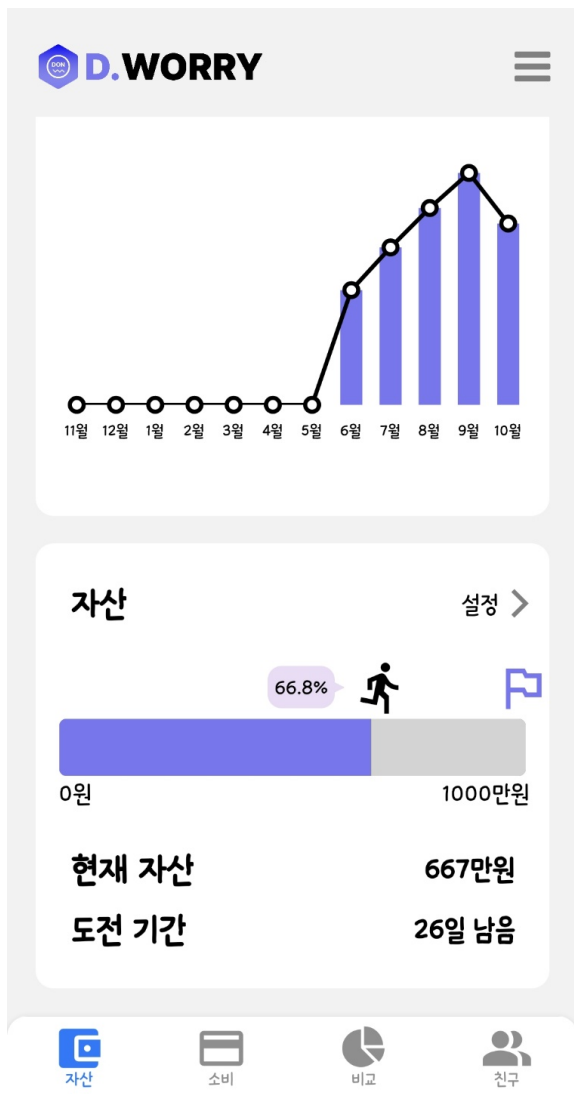 DON
D.WORRY
11월 12월 1월 2월 3월 4월 5월 6월 7월 8월 9월 10월
자산 설정
66.8%
0원 1000만원
현재 자산 667만원
도전 기간 26일 남음
자산 소비 비교 친구